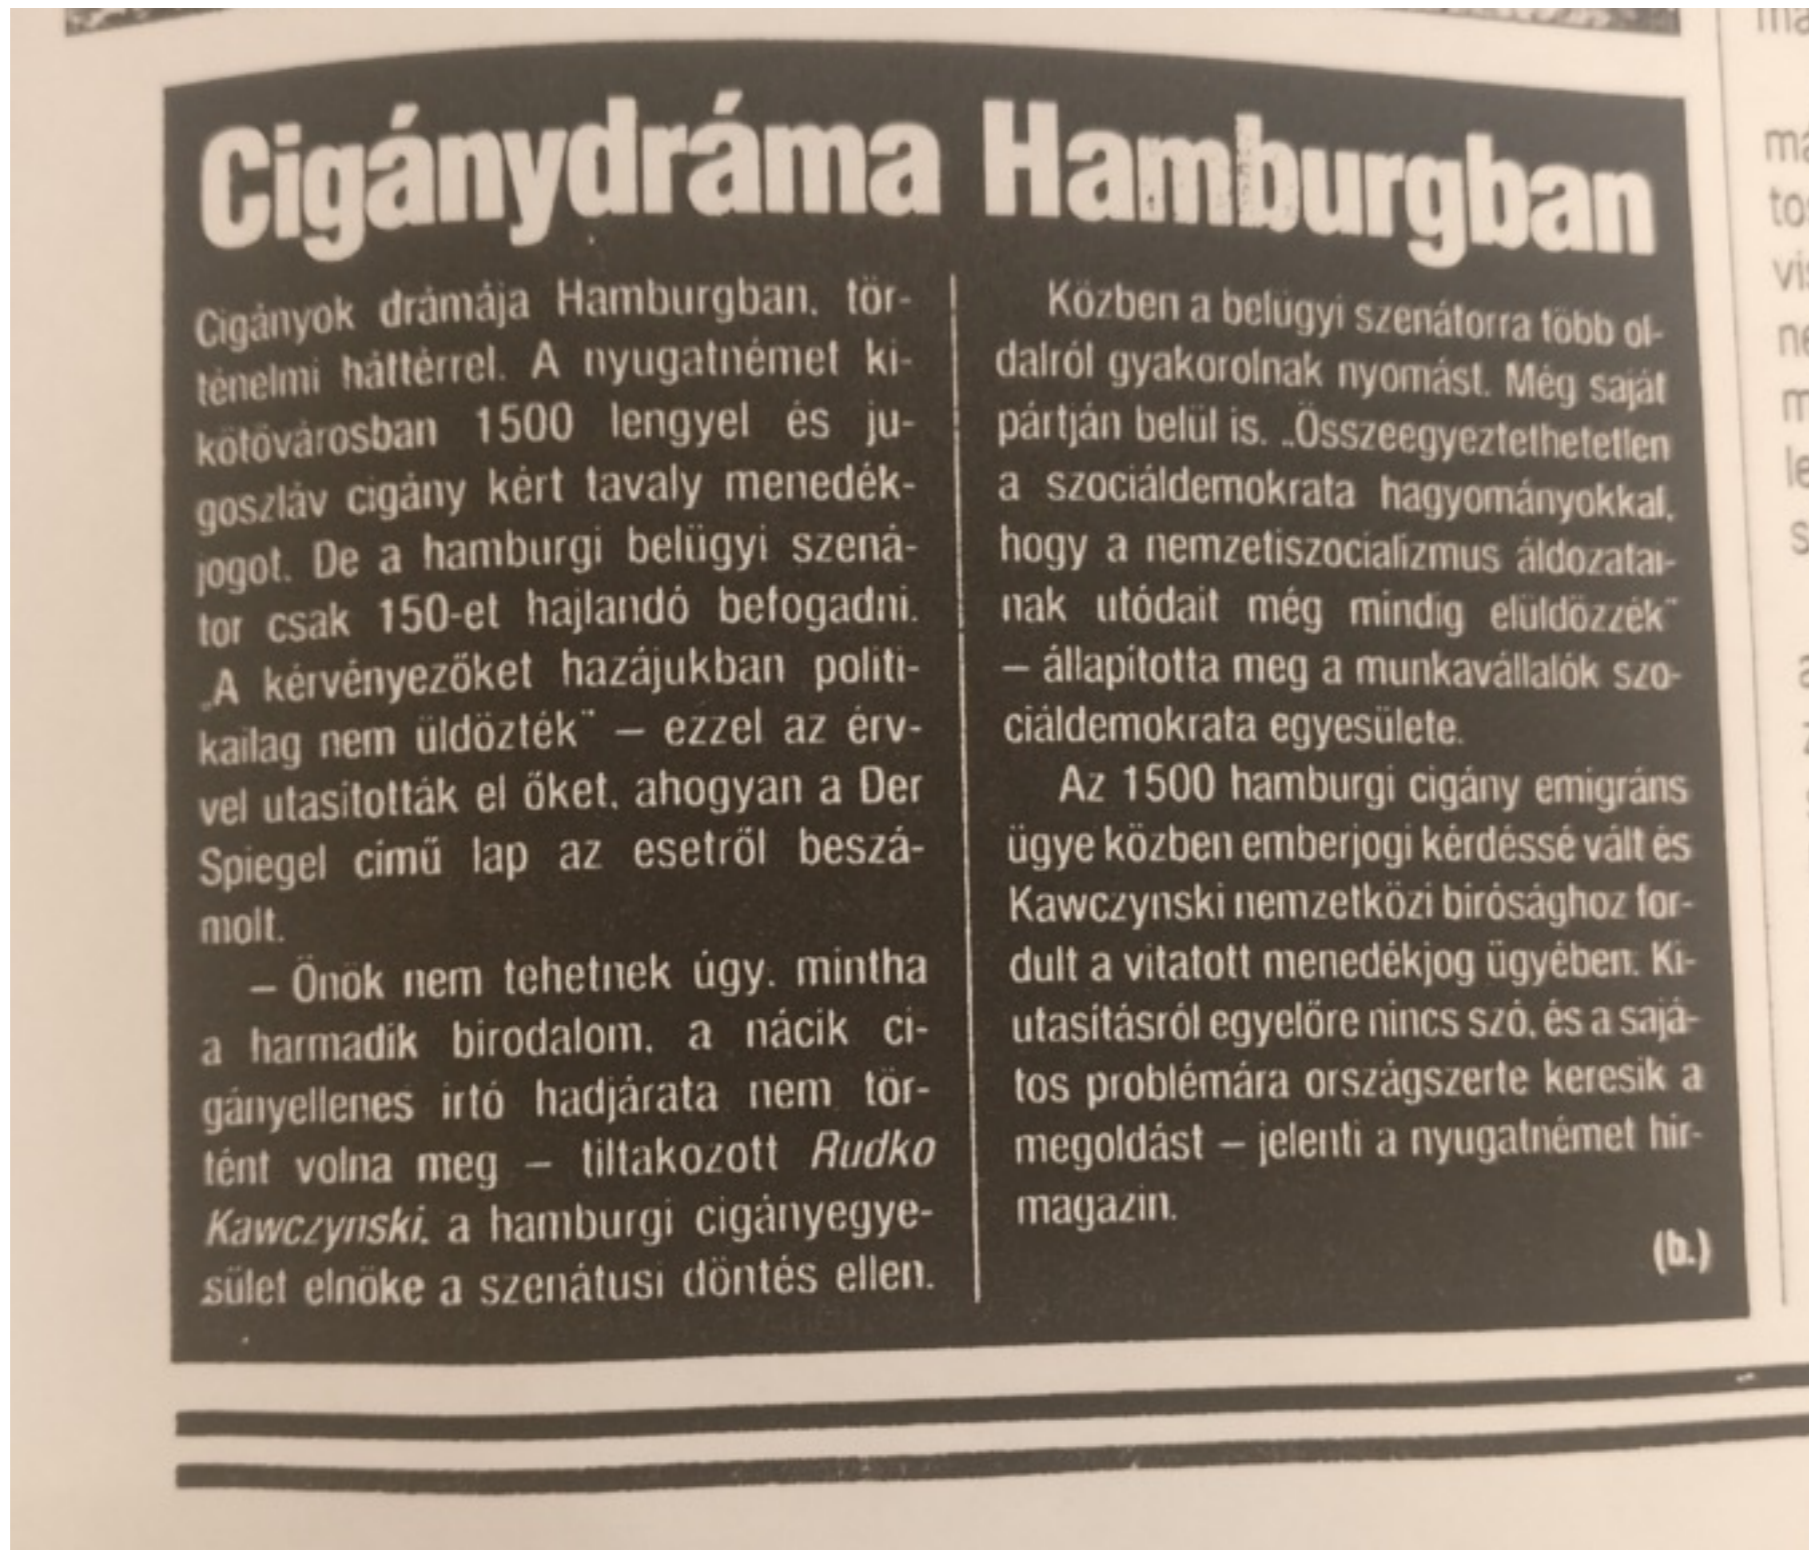 Cigánydráma Hamburgban
Cigányok drámája Hamburgban, tör-
ténelmi háttérrel. A nyugatnémet ki-
kötővárosban 1500 lengyel és ju-
goszláv cigány kért tavaly menedék-
jogot. De a hamburgi belügyi szená-
tor csak 150-et hajlandó befogadni.
„A kérvényezőket hazájukban politi-
kailag nem üldözték” – ezzel az érv-
vel utasították el őket, ahogyan a Der
Spiegel című lap az esetről beszá-
molt.
– Önök nem tehetnek úgy, mintha
a harmadik birodalom, a nácik ci-
gányellenes irtó hadjárata nem tör-
tént volna meg – tiltakozott Rudko
Kawczynski, a hamburgi cigányegye-
sület elnöke a szenátusi döntés ellen.
Közben a belügyi szenátorra több ol-
dalról gyakorolnak nyomást. Még saját
pártján belül is. „Összeegyeztethetetlen
a szociáldemokrata hagyományokkal,
hogy a nemzetiszocializmus áldozatai-
nak utódait még mindig elüldözzék”
– állapította meg a munkavállalók szo-
ciáldemokrata egyesülete.
Az 1500 hamburgi cigány emigráns
ügye közben emberjogi kérdéssé vált és
Kawczynski nemzetközi bírósághoz for-
dult a vitatott menedékjog ügyében. Ki-
utasításról egyelőre nincs szó, és a sajá-
tos problémára országszerte keresik a
megoldást – jelenti a nyugatnémet hír-
magazin.
(b.)